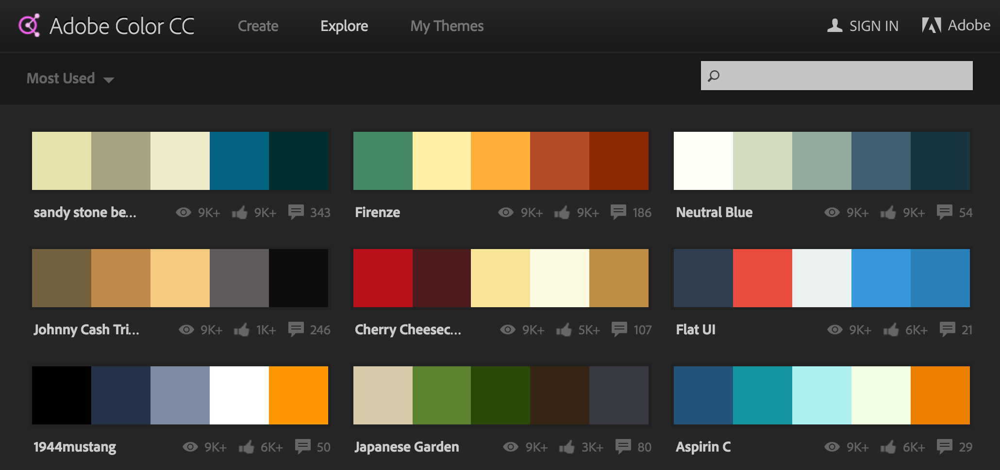 Adobe Color CC Create Explore My Themes SIGN IN Adobe
Most Used
sandy stone be... 9K+ 9K+ 343 Firenze 9K+ 9K+ 186 Neutral Blue 9K+ 9K+ 54
Johnny Cash Tri... 9K+ 1K+ 246 Cherry Cheesec... 9K+ 5K+ 107 Flat UI 9K+ 6K+ 21
1944mustang 9K+ 6K+ 50 Japanese Garden 9K+ 3K+ 80 Aspirin C 9K+ 6K+ 29